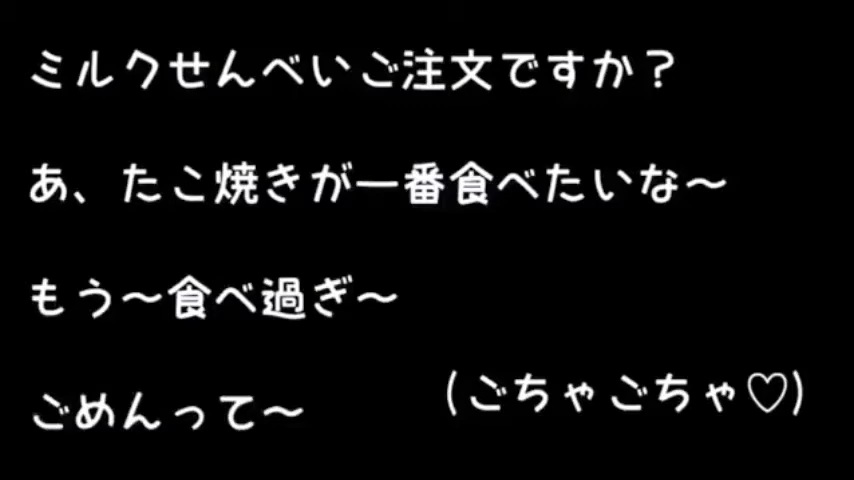 ミルクせんべいご注文ですか？
あ、たこ焼きが一番食べたいな～
もう～食べ過ぎ～
ごめんって～
(ごちゃごちゃ♡)